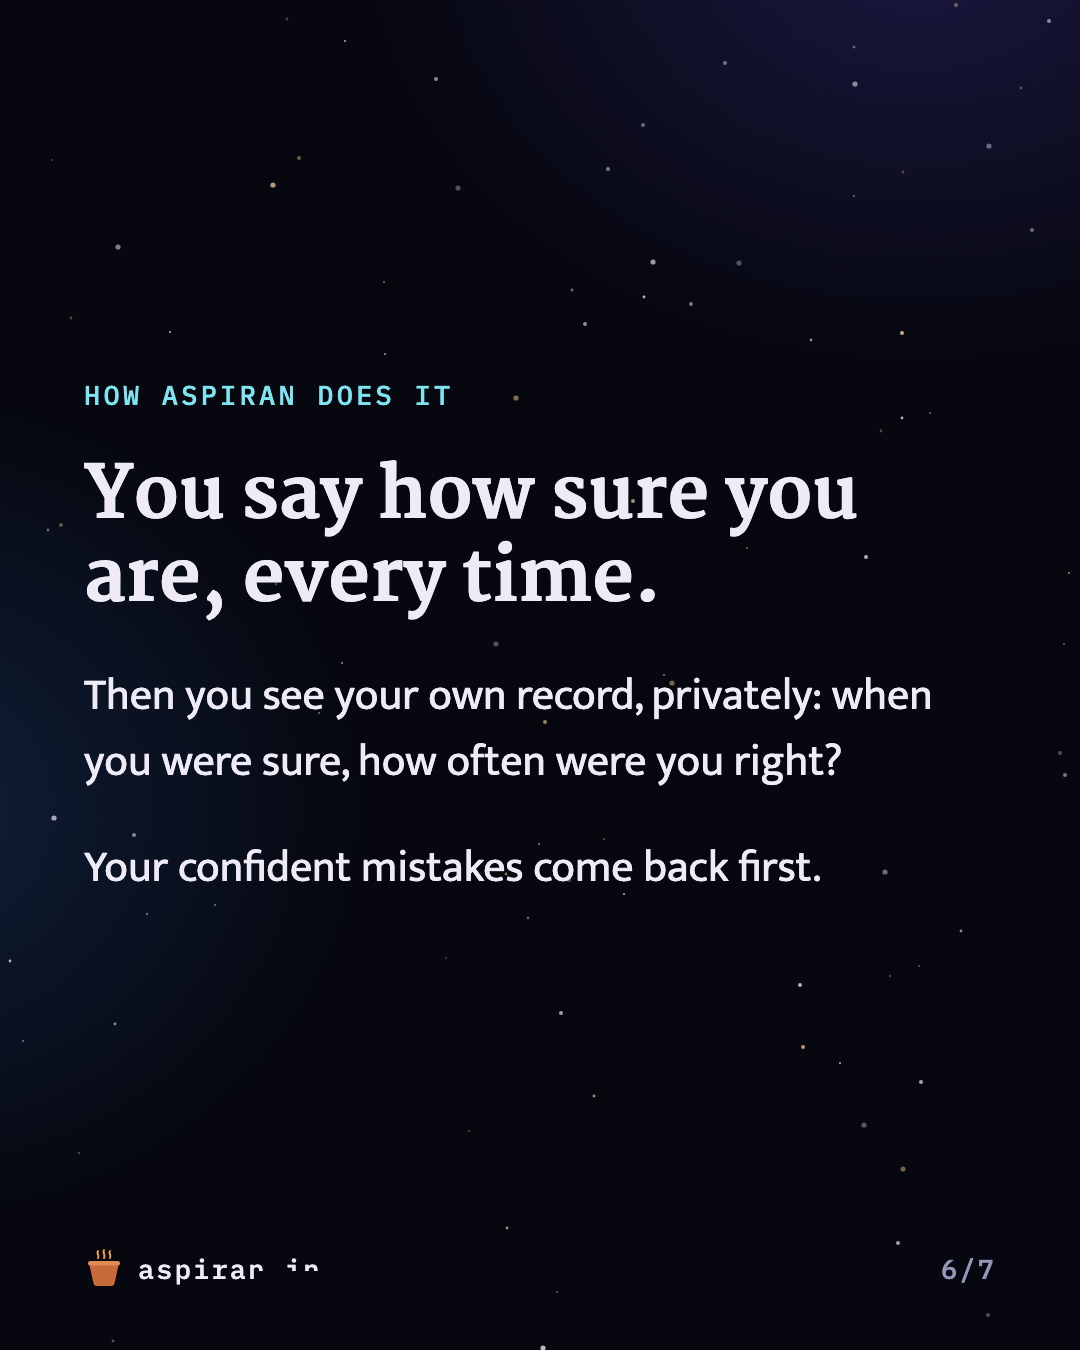 HOW ASPIRAN DOES IT
You say how sure you
are, every time.
Then you see your own record, privately: when
you were sure, how often were you right?
Your confident mistakes come back first.
6/7